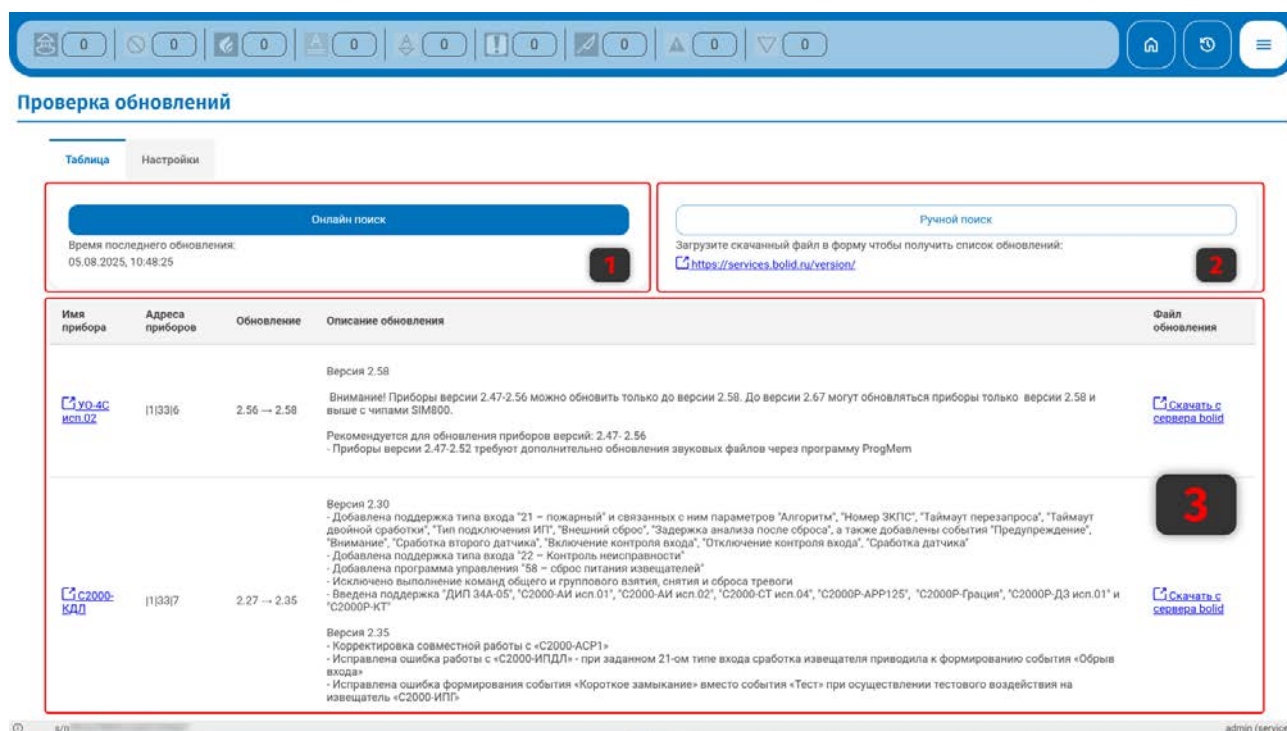 0 0 0 0 0 0 0 0 0
Проверка обновлений
Таблица Настройки
Онлайн поиск
Время последнего обновления:
05.08.2025, 10:48:25
1
Ручной поиск
Загрузите скачанный файл в форму чтобы получить список обновлений:
https://services.bolid.ru/version/
2
Имя прибора Адреса приборов Обновление Описание обновления Файл обновления
Версия 2.58
Внимание! Приборы версии 2.47-2.56 можно обновить только до версии 2.58. До версии 2.67 могут обновляться приборы только версии 2.58 и
выше с чипами SIM800.
УО-4С исп.02 |1|33|6 2.56 → 2.58 Скачать с сервера bolid
Рекомендуется для обновления приборов версий: 2.47- 2.56
- Приборы версии 2.47-2.52 требуют дополнительно обновления звуковых файлов через программу ProgMem
3
Версия 2.30
- Добавлена поддержка типа входа "21 – пожарный" и связанных с ним параметров "Алгоритм", "Номер ЗКПС", "Таймаут перезапроса", "Таймаут
двойной сработки", "Тип подключения ИП", "Внешний сброс", "Задержка анализа после сброса", а также добавлены события "Предупреждение",
"Внимание", "Сработка второго датчика", "Включение контроля входа", "Отключение контроля входа", "Сработка датчика"
- Добавлена поддержка типа входа "22 – Контроль неисправности"
- Добавлена программа управления "58 – сброс питания извещателей"
- Исключено выполнение команд общего и группового взятия, снятия и сброса тревоги
- Введена поддержка "ДИП 34А-05", "С2000-АИ исп.01", "С2000-АИ исп.02", "С2000-СТ исп.04", "С2000Р-АРР125", "С2000Р-Грация", "С2000Р-ДЗ исп.01" и
"С2000Р-КТ"
С2000-КДЛ |1|33|7 2.27 → 2.35 Скачать с сервера bolid
Версия 2.35
- Корректировка совместной работы с «С2000-АСР1»
- Исправлена ошибка работы с «С2000-ИПДЛ» - при заданном 21-ом типе входа сработка извещателя приводила к формированию события «Обрыв
входа»
- Исправлена ошибка формирования события «Короткое замыкание» вместо события «Тест» при осуществлении тестового воздействия на
извещатель «С2000-ИПГ»
s/n admin (service